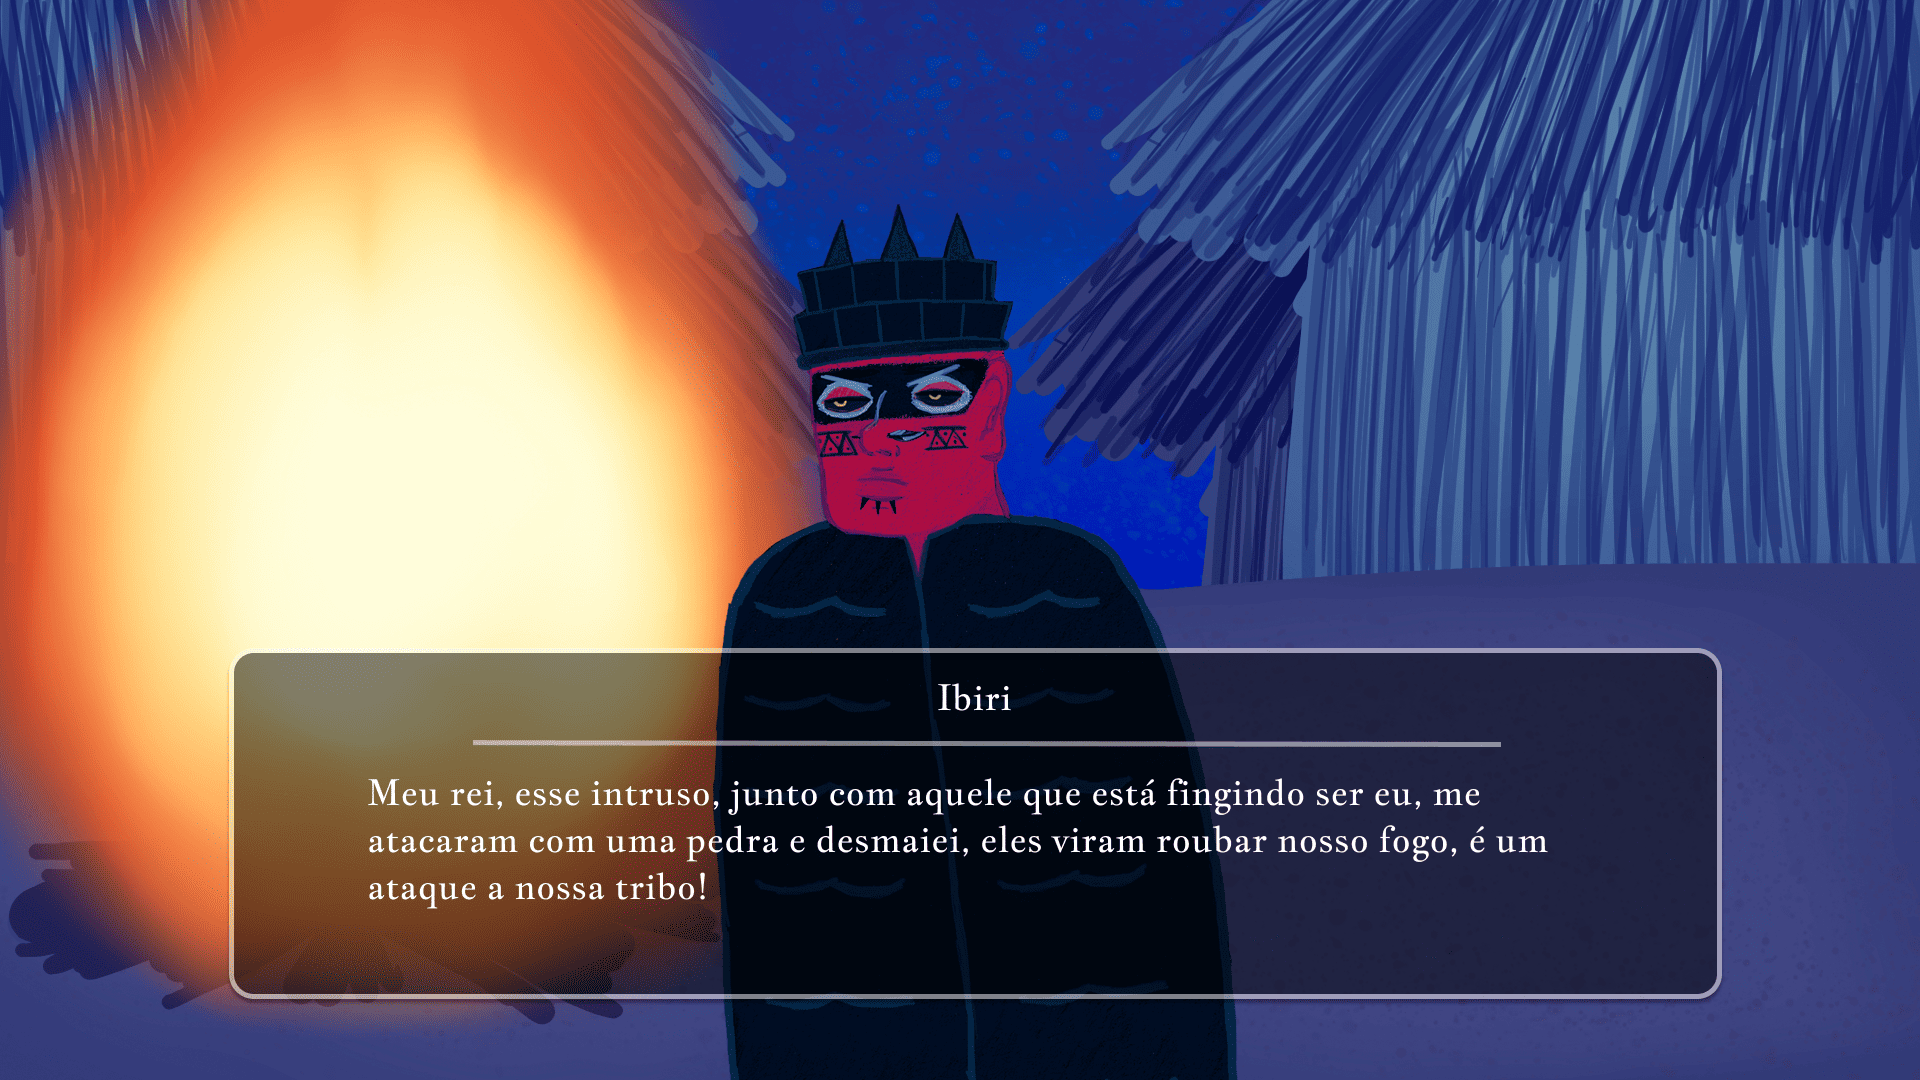 Ibiri
Meu rei, esse intruso, junto com aquele que está fingindo ser eu, me
atacaram com uma pedra e desmaiei, eles viram roubar nosso fogo, é um
ataque a nossa tribo!